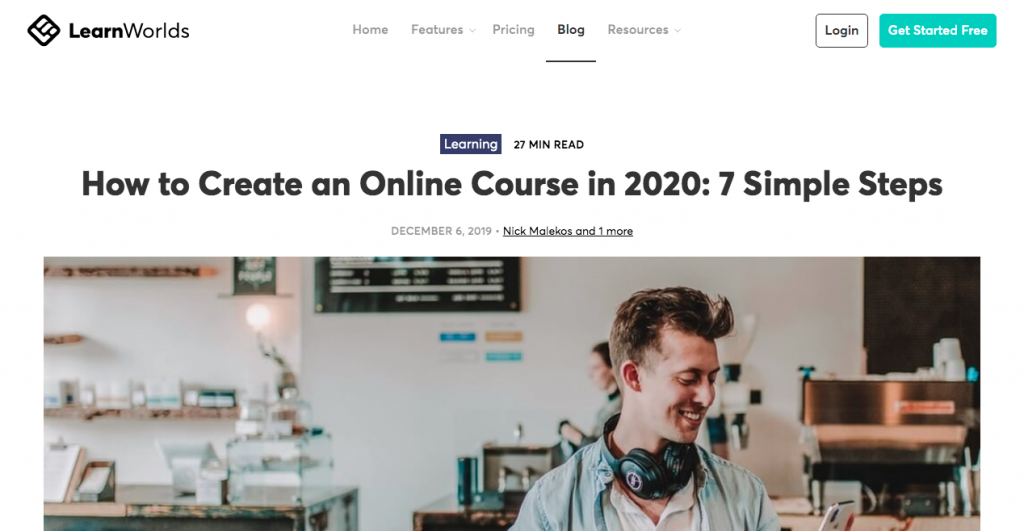 LearnWorlds
Home Features Pricing Blog Resources
Login
Get Started Free
Learning 27 MIN READ
How to Create an Online Course in 2020: 7 Simple Steps
DECEMBER 6, 2019 • Nick Malekos and 1 more